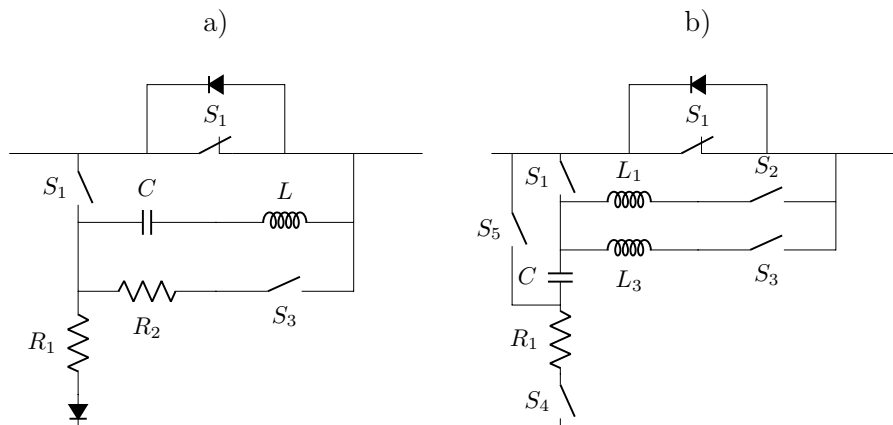 a)
S₁
S₁
C
L
R₂
S₃
R₁
b)
S₁
S₁
L₁
S₂
S₅
C
L₃
S₃
R₁
S₄